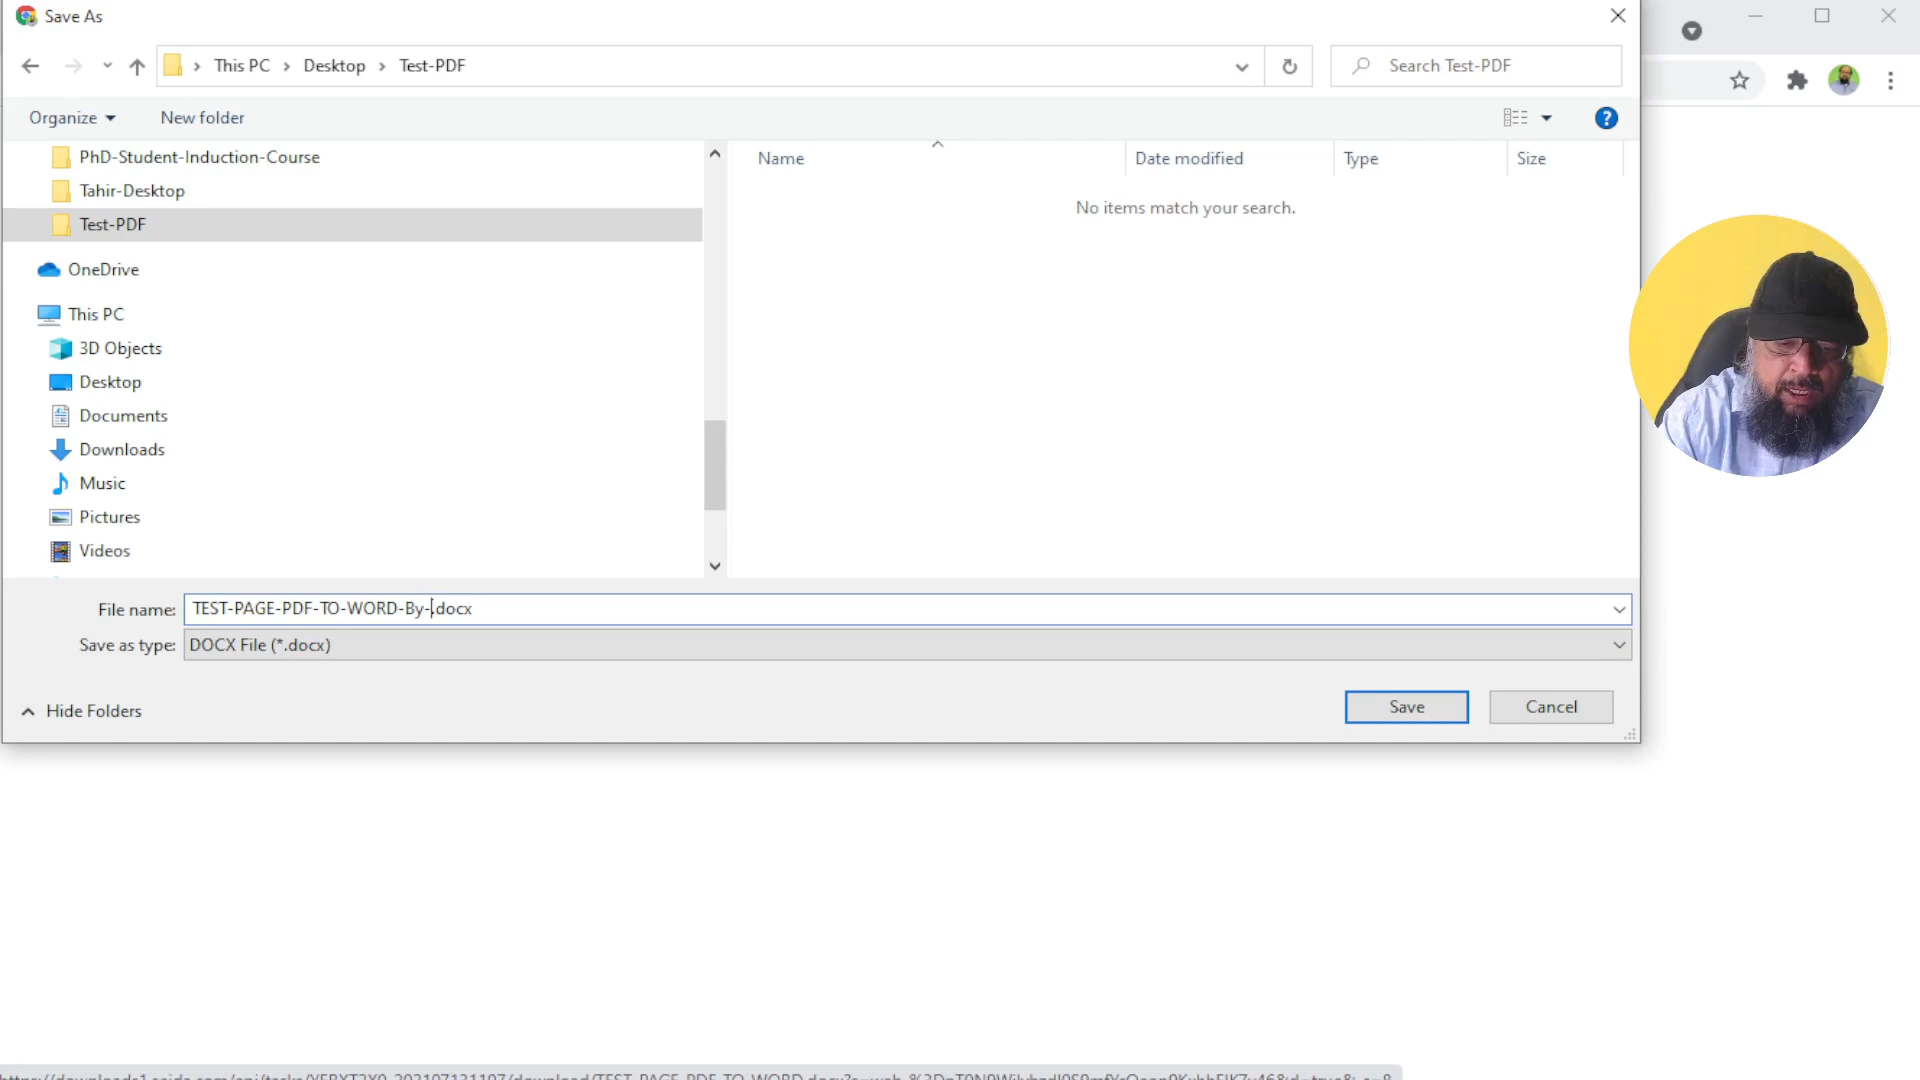 Save As
This PC > Desktop > Test-PDF
Search Test-PDF
Organize
New folder
PhD-Student-Induction-Course
Tahir-Desktop
Test-PDF
OneDrive
This PC
3D Objects
Desktop
Documents
Downloads
Music
Pictures
Videos
Name
Date modified
Type
Size
No items match your search.
File name: TEST-PAGE-PDF-TO-WORD-By-.docx
Save as type: DOCX File (*.docx)
Hide Folders
Save
Cancel